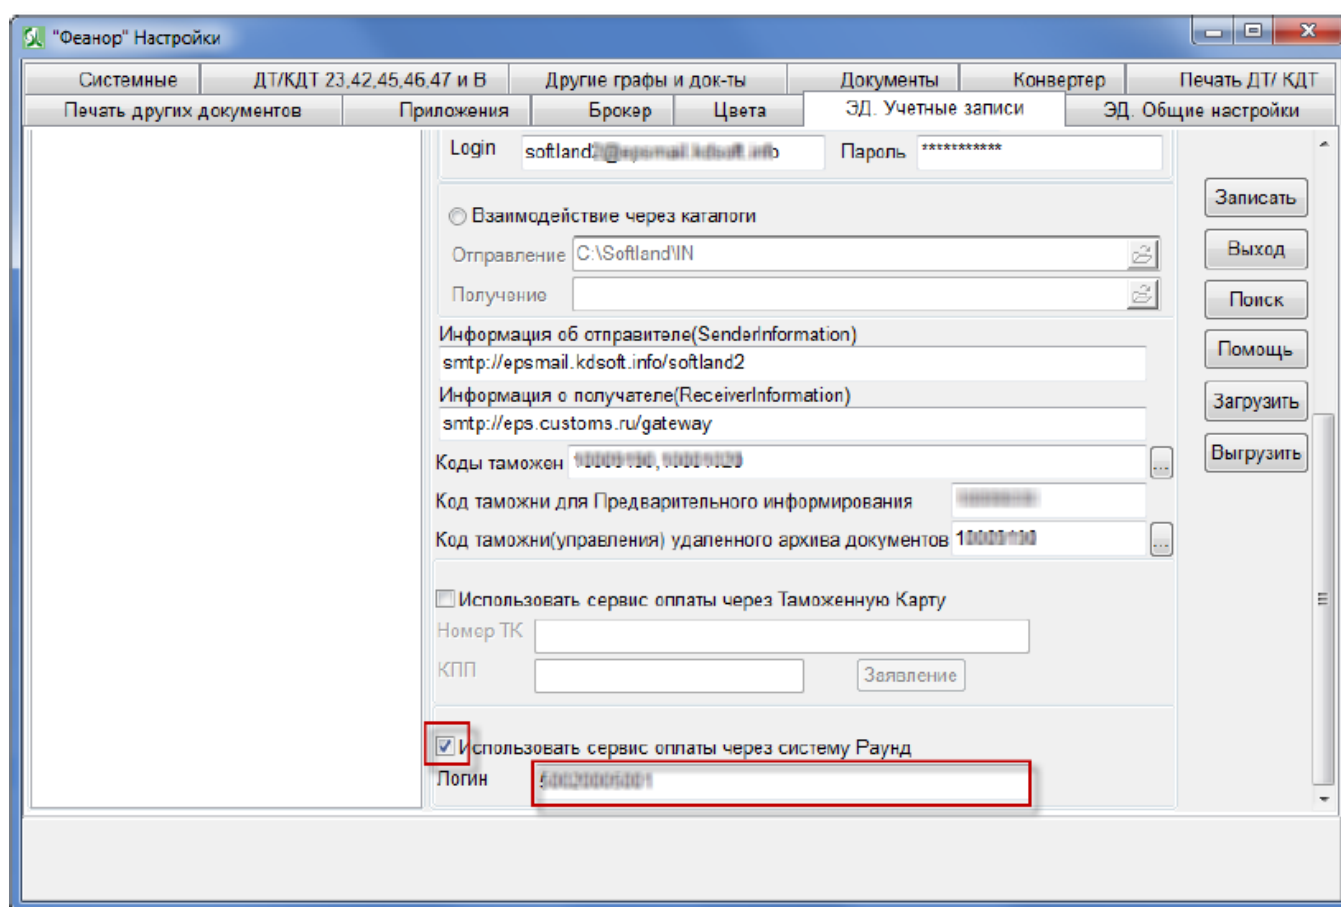 "Феанор" Настройки
Системные ДТ/КДТ 23,42,45,46,47 и В Другие графы и док-ты Документы Конвертер Печать ДТ/ КДТ
Печать других документов Приложения Брокер Цвета ЭД. Учетные записи ЭД. Общие настройки
Login softland Пароль ***********
Записать
Взаимодействие через каталоги
Отправление C:\Softland\IN
Выход
Получение
Поиск
Информация об отправителе(SenderInformation)
smtp://epsmail.kdsoft.info/softland2
Помощь
Информация о получателе(ReceiverInformation)
smtp://eps.customs.ru/gateway
Загрузить
Коды таможен ...
Выгрузить
Код таможни для Предварительного информирования
Код таможни(управления) удаленного архива документов ...
Использовать сервис оплаты через Таможенную Карту
Номер ТК
КПП Заявление
Использовать сервис оплаты через систему Раунд
Логин